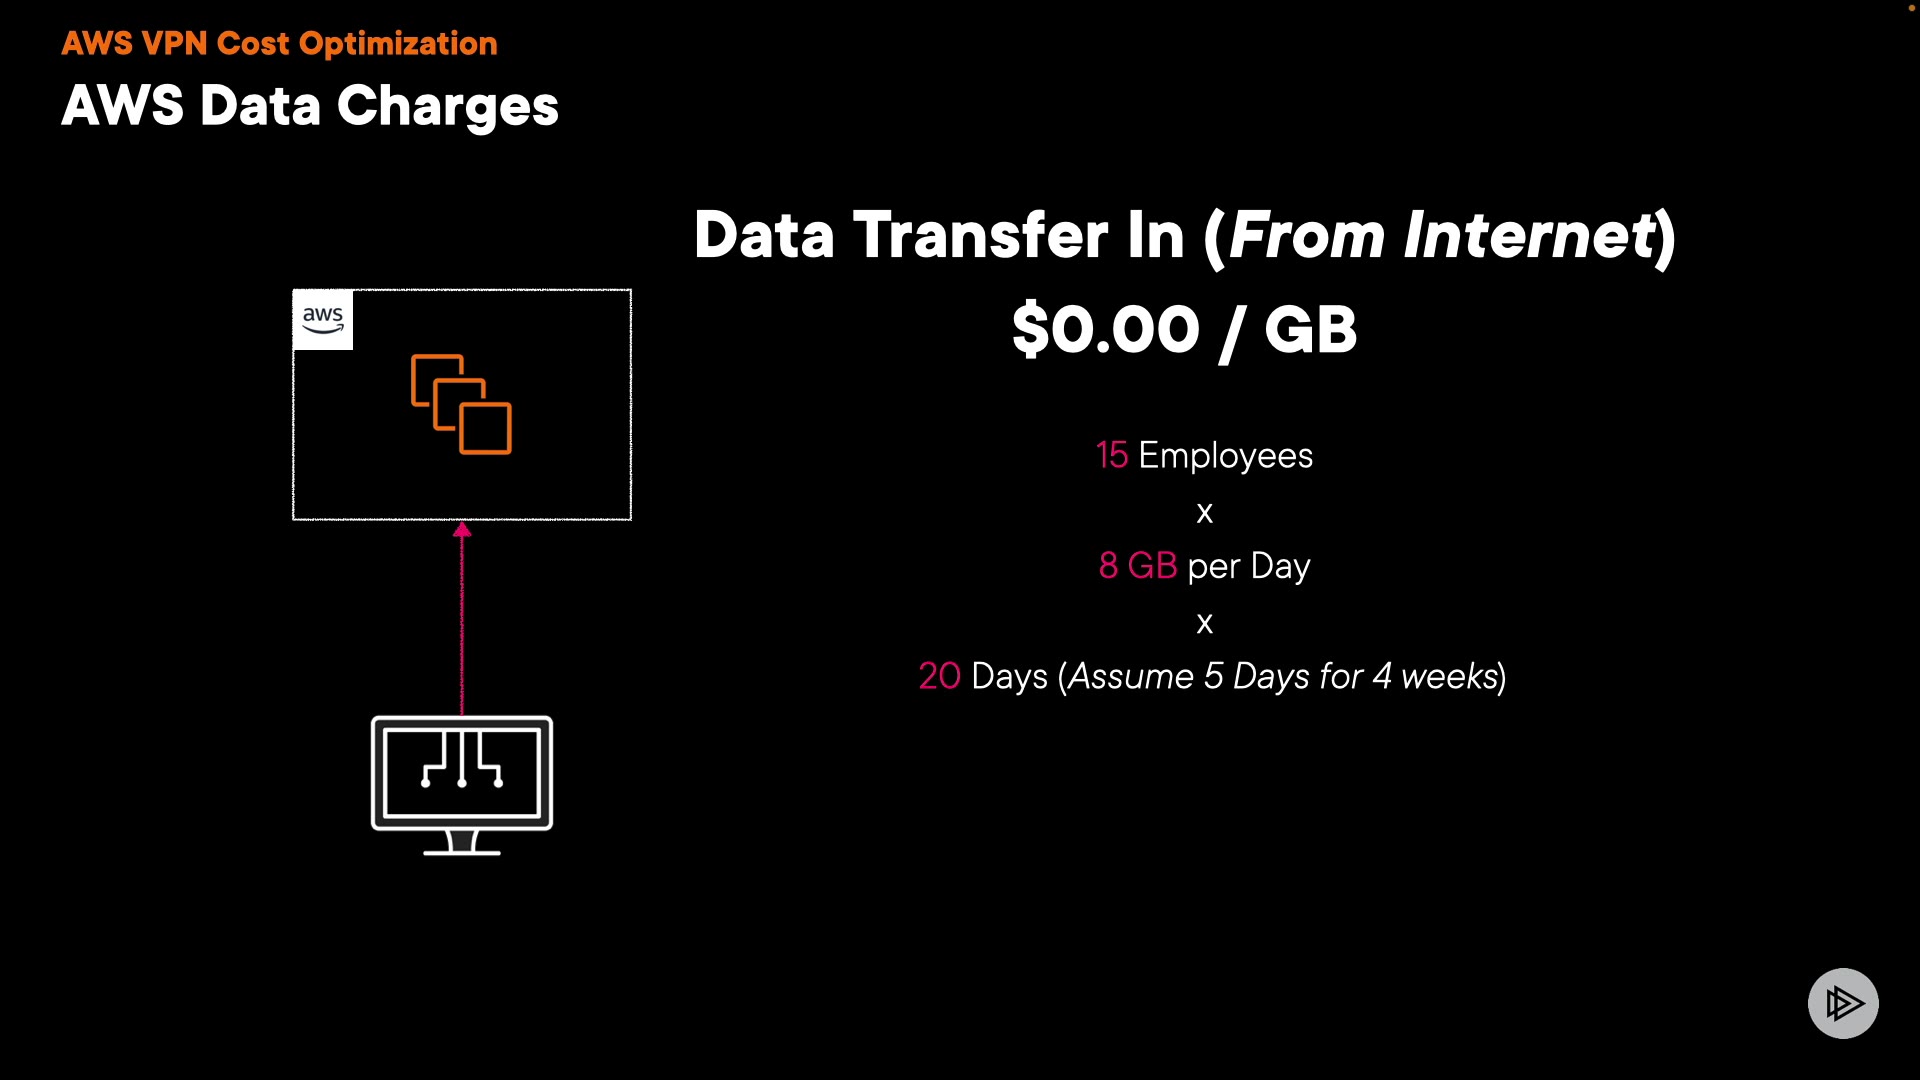 AWS VPN Cost Optimization
AWS Data Charges
Data Transfer In (From Internet)
$0.00 / GB
aws
15 Employees
x
8 GB per Day
x
20 Days (Assume 5 Days for 4 weeks)